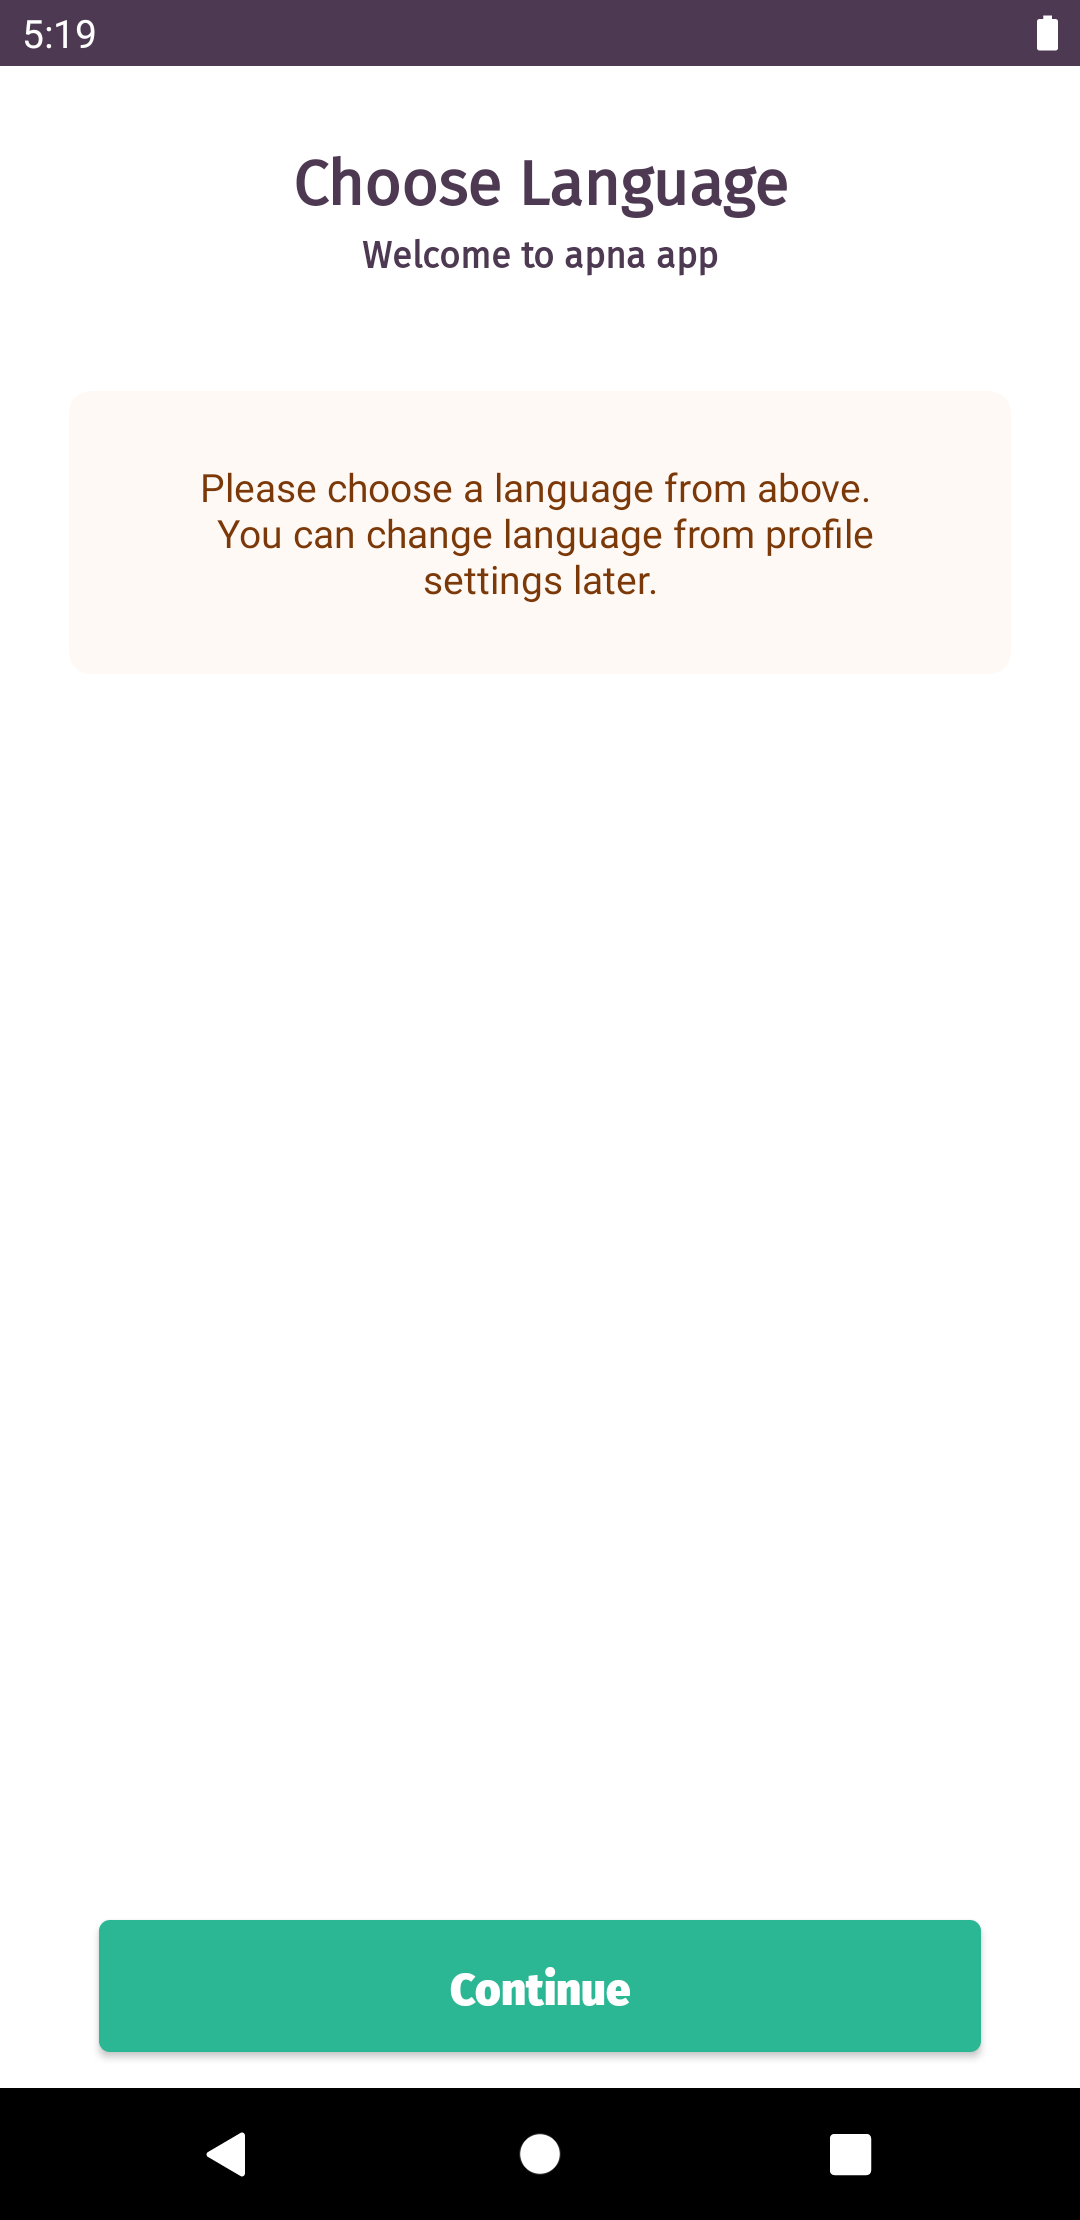 5:19
Choose Language
Welcome to apna app
Please choose a language from above.
You can change language from profile
settings later.
Continue